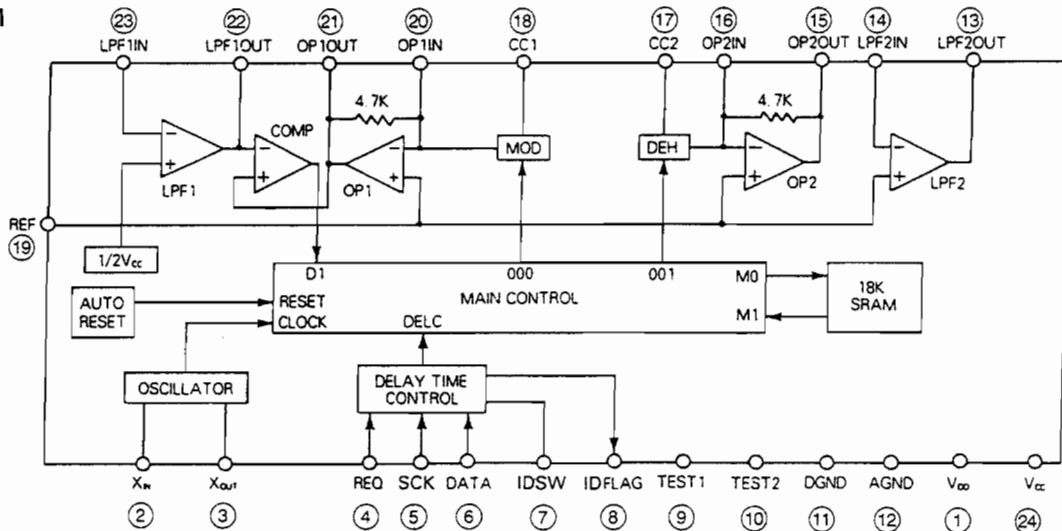 ㉓ ㉒ ㉑ ⑳ ⑱ ⑰ ⑯ ⑮ ⑭ ⑬
LPF1IN LPF1OUT OP1OUT OP1IN CC1 CC2 OP2IN OP2OUT LPF2IN LPF2OUT
4.7K 4.7K
COMP
MOD DEH
LPF1 OP1 OP2 LPF2
REF
⑲
1/2Vcc
D1 000 001 M0
AUTO RESET
RESET
MAIN CONTROL
18K SRAM
CLOCK DELC M1
OSCILLATOR
DELAY TIME CONTROL
XIN XOUT REQ SCK DATA IDSW IDFLAG TEST1 TEST2 DGND AGND VDD VCC
② ③ ④ ⑤ ⑥ ⑦ ⑧ ⑨ ⑩ ⑪ ⑫ ① ㉔